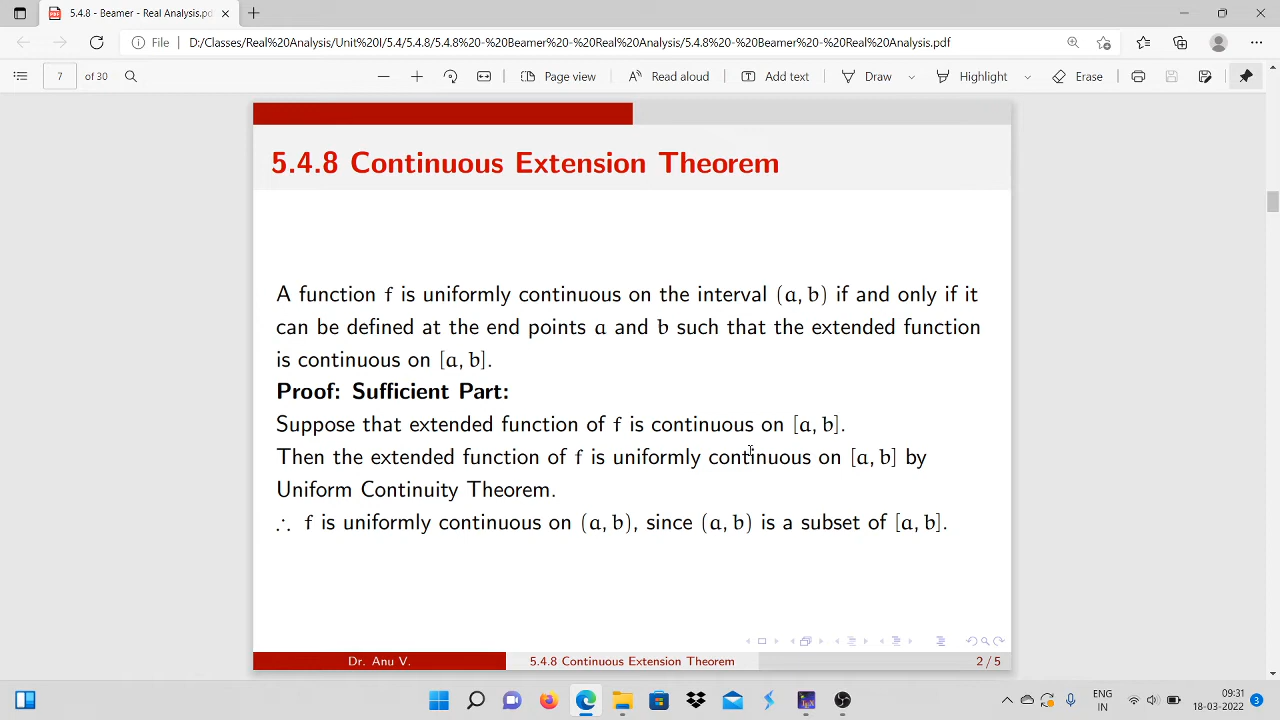 5.4.8 - Beamer - Real Analysis.pd
File
D:/Classes/Real%20Analysis/Unit%20I/5.4/5.4.8/5.4.8%20-%20Beamer%20-%20Real%20Analysis/5.4.8%20-%20Beamer%20-%20Real%20Analysis.pdf
7 of 30 Page view Read aloud Add text Draw Highlight Erase
5.4.8 Continuous Extension Theorem
A function f is uniformly continuous on the interval (a, b) if and only if it
can be defined at the end points a and b such that the extended function
is continuous on [a, b].
Proof: Sufficient Part:
Suppose that extended function of f is continuous on [a, b].
Then the extended function of f is uniformly continuous on [a, b] by
Uniform Continuity Theorem.
∴ f is uniformly continuous on (a, b), since (a, b) is a subset of [a, b].
Dr. Anu V. 5.4.8 Continuous Extension Theorem 2 / 5
ENG 09:31
IN 18-03-2022 3